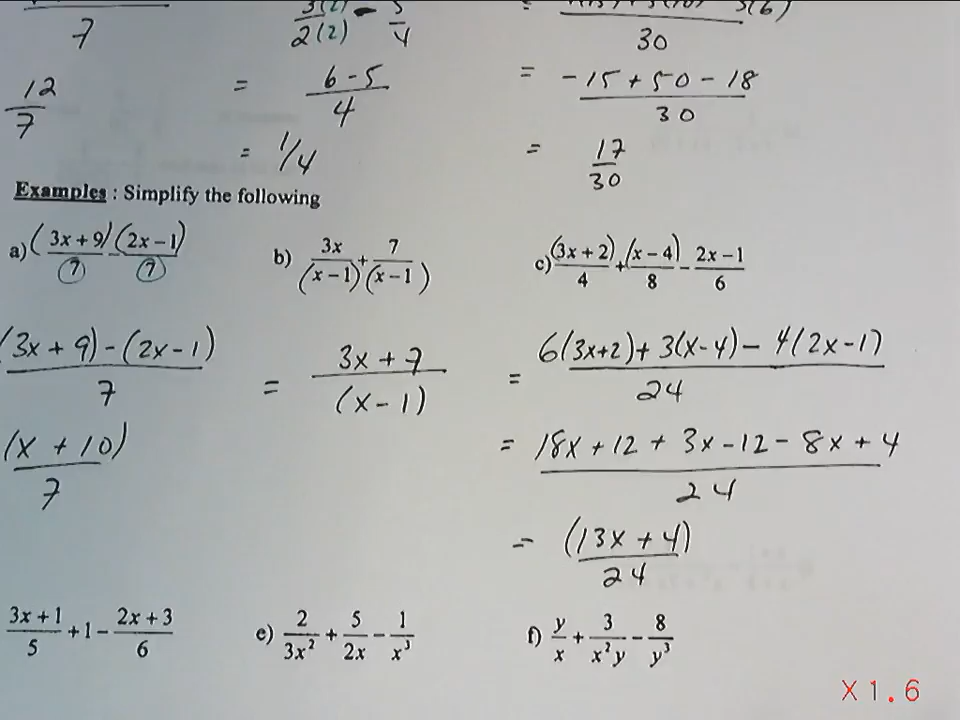 7
3(2) - 5
2(2) 4
30
12
7
= 6 - 5
4
= -15 + 50 - 18
30
= 1/4
= 17
30
Examples : Simplify the following
a) (3x + 9) - (2x - 1)
7 7
b) 3x + 7
(x - 1) (x - 1)
c) (3x + 2) + (x - 4) - 2x - 1
4 8 6
(3x + 9) - (2x - 1)
7
= 3x + 7
(x - 1)
= 6(3x+2) + 3(x - 4) - 4(2x - 1)
24
(x + 10)
7
= 18x + 12 + 3x - 12 - 8x + 4
24
= (13x + 4)
24
3x + 1 + 1 - 2x + 3
5 6
e) 2 + 5 - 1
3x² 2x x³
f) y + 3 - 8
x x²y y³
X1.6